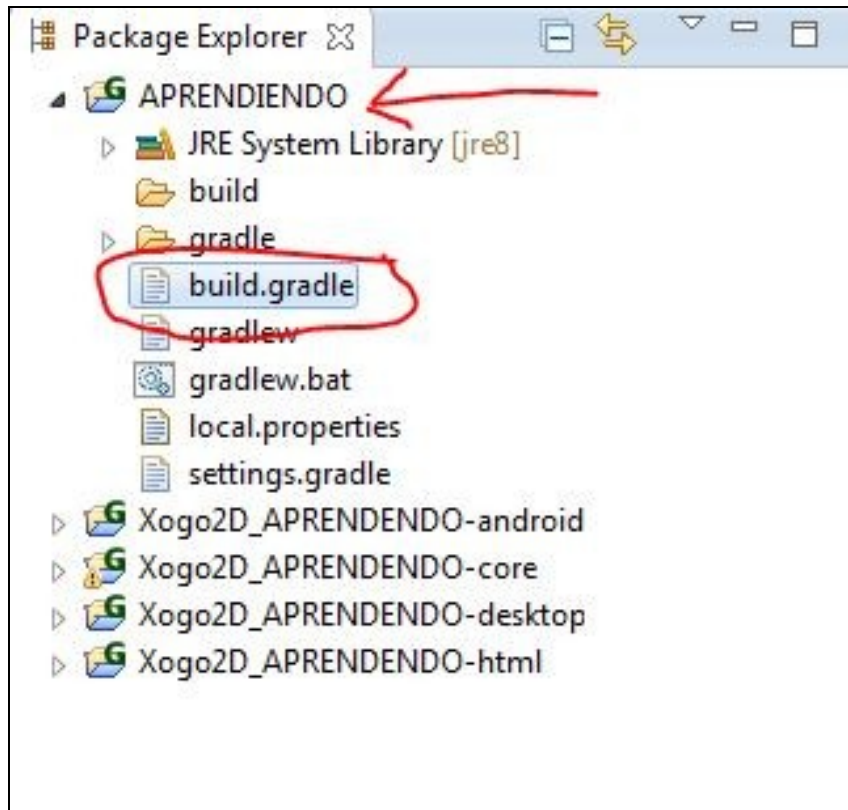 Package Explorer
APRENDIENDO
JRE System Library [jre8]
build
gradle
build.gradle
gradlew
gradlew.bat
local.properties
settings.gradle
Xogo2D_APRENDENDO-android
Xogo2D_APRENDENDO-core
Xogo2D_APRENDENDO-desktop
Xogo2D_APRENDENDO-html